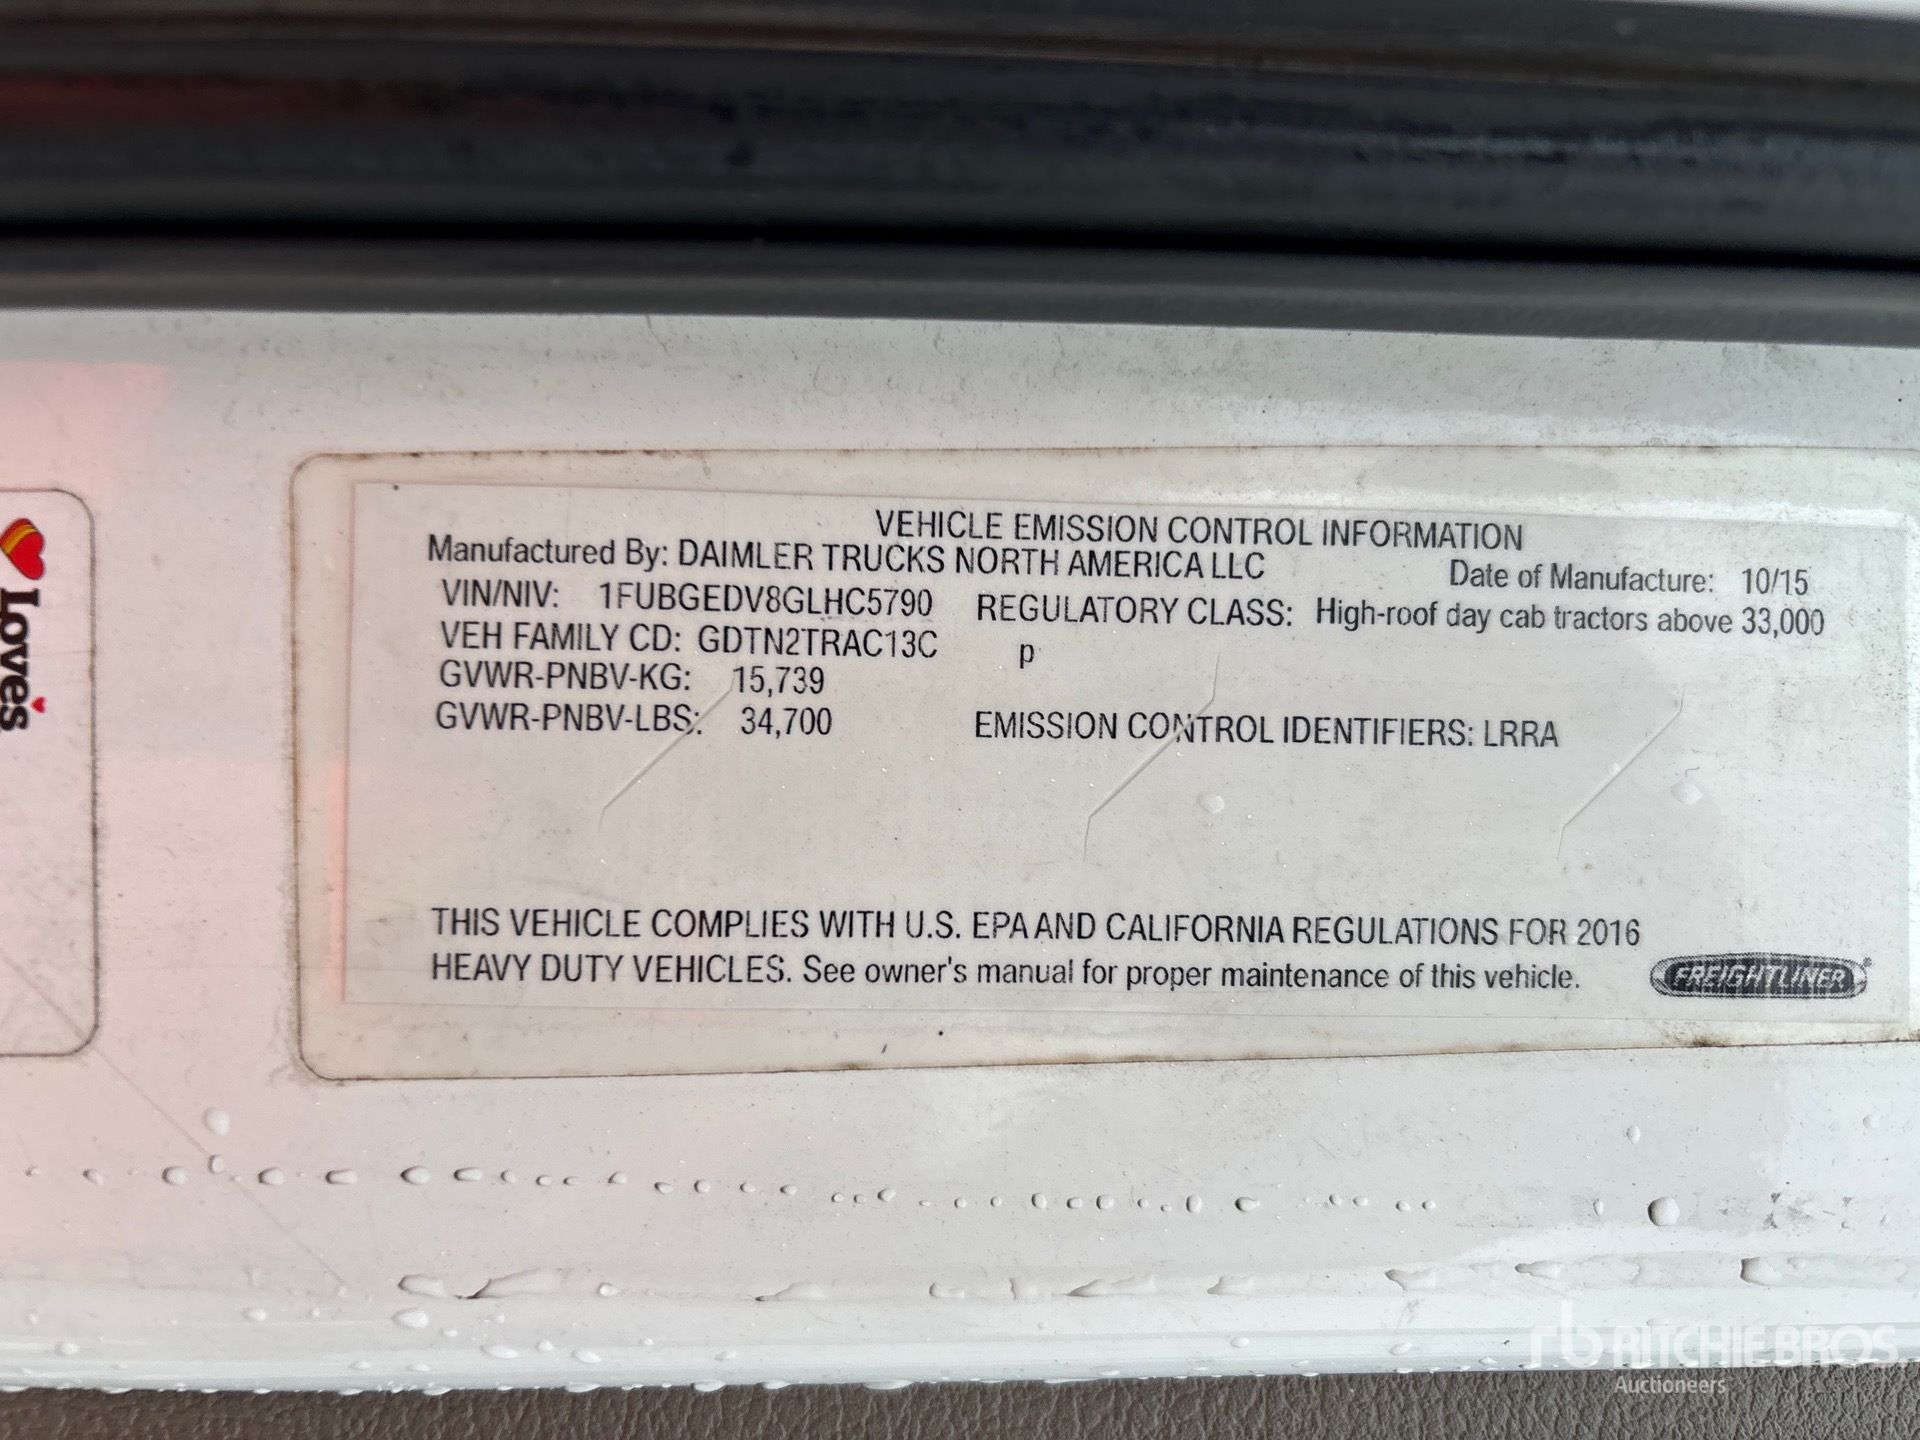 Love's
VEHICLE EMISSION CONTROL INFORMATION
Manufactured By: DAIMLER TRUCKS NORTH AMERICA LLC
Date of Manufacture: 10/15
VIN/NIV: 1FUBGEDV8GLHC5790
REGULATORY CLASS: High-roof day cab tractors above 33,000
p
VEH FAMILY CD: GDTN2TRAC13C
GVWR-PNBV-KG: 15,739
GVWR-PNBV-LBS: 34,700
EMISSION CONTROL IDENTIFIERS: LRRA
THIS VEHICLE COMPLIES WITH U.S. EPA AND CALIFORNIA REGULATIONS FOR 2016
HEAVY DUTY VEHICLES. See owner's manual for proper maintenance of this vehicle.
FREIGHTLINER
rb RITCHIE BROS
Auctioneers